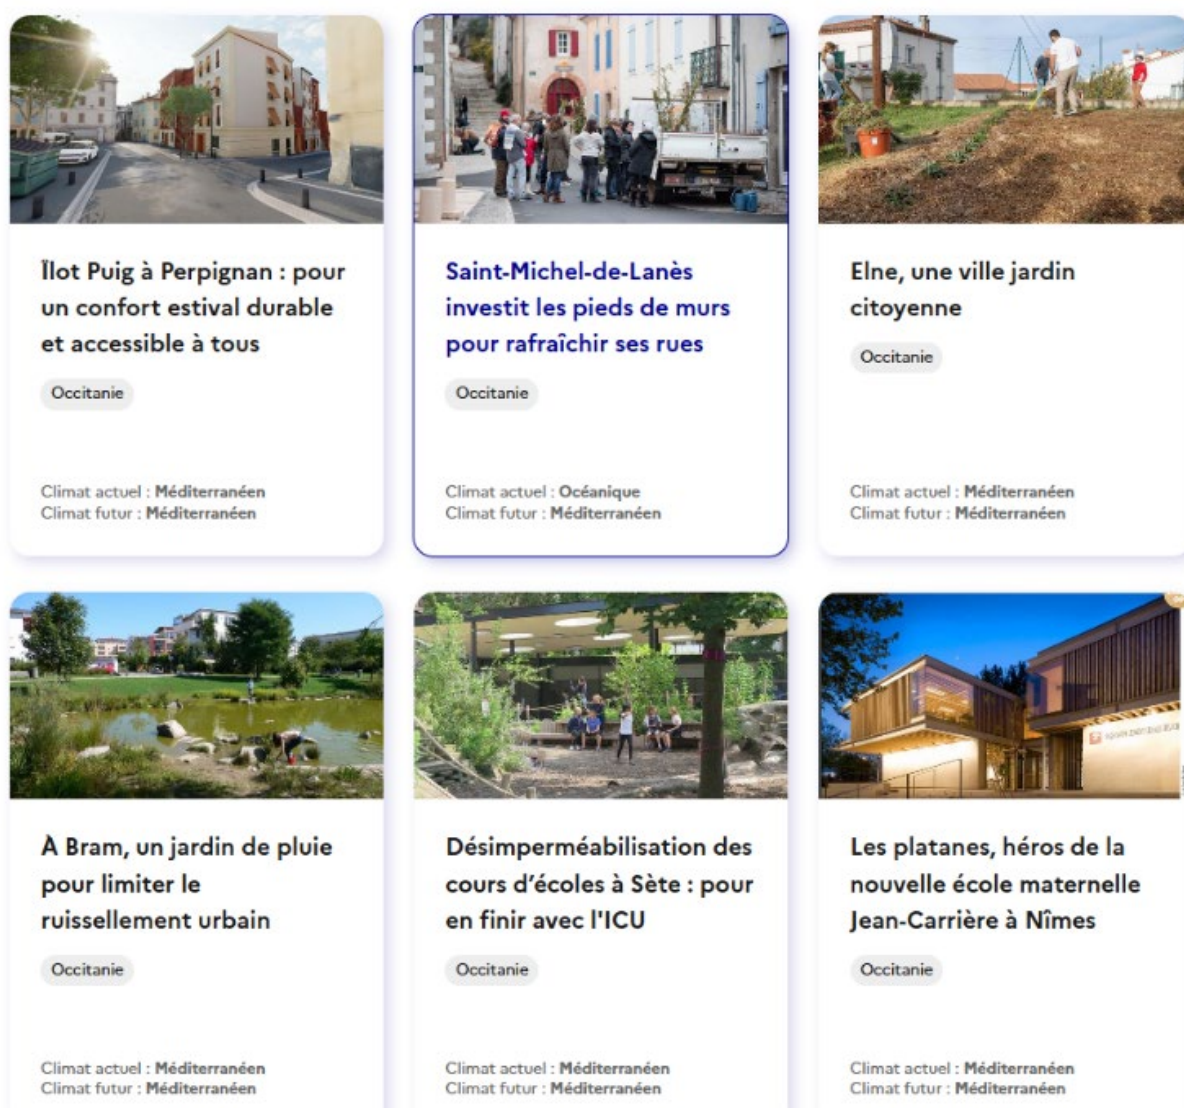 Ïlot Puig à Perpignan : pour
un confort estival durable
et accessible à tous
Occitanie
Climat actuel : Méditerranéen
Climat futur : Méditerranéen
Saint-Michel-de-Lanès
investit les pieds de murs
pour rafraîchir ses rues
Occitanie
Climat actuel : Océanique
Climat futur : Méditerranéen
Elne, une ville jardin
citoyenne
Occitanie
Climat actuel : Méditerranéen
Climat futur : Méditerranéen
À Bram, un jardin de pluie
pour limiter le
ruissellement urbain
Occitanie
Climat actuel : Méditerranéen
Climat futur : Méditerranéen
Désimperméabilisation des
cours d’écoles à Sète : pour
en finir avec l'ICU
Occitanie
Climat actuel : Méditerranéen
Climat futur : Méditerranéen
Les platanes, héros de la
nouvelle école maternelle
Jean-Carrière à Nîmes
Occitanie
Climat actuel : Méditerranéen
Climat futur : Méditerranéen